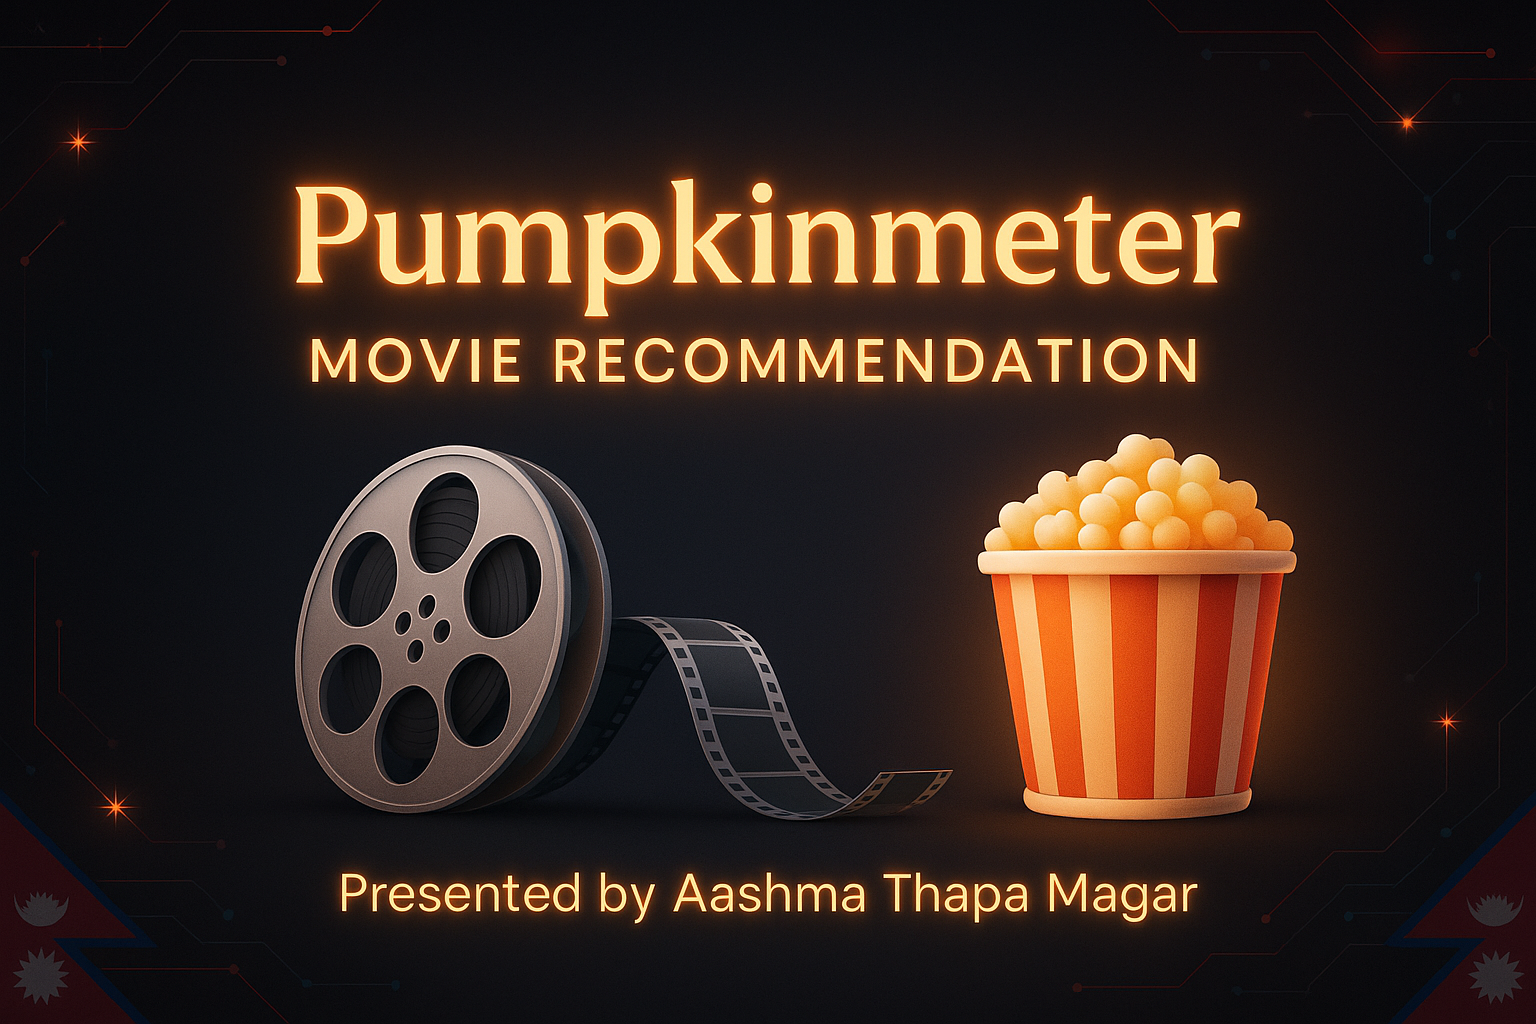 Pumpkinmeter
MOVIE RECOMMENDATION
Presented by Aashma Thapa Magar